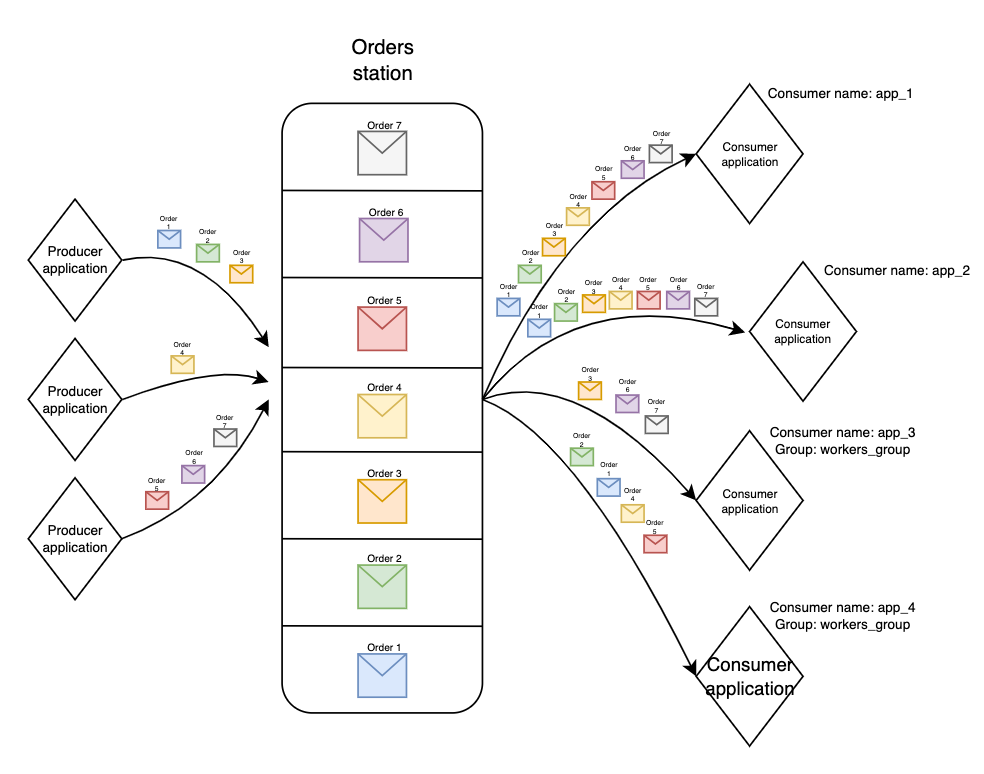 Orders
station
Producer
application
Order
1
Order
2
Order
3
Producer
application
Order
4
Producer
application
Order
5
Order
6
Order
7
Order 7
Order 6
Order 5
Order 4
Order 3
Order 2
Order 1
Consumer name: app_1
Consumer
application
Order
1
Order
2
Order
3
Order
4
Order
5
Order
6
Order
7
Consumer name: app_2
Consumer
application
Order
1
Order
2
Order
3
Order
4
Order
5
Order
6
Order
7
Consumer name: app_3
Group: workers_group
Consumer
application
Order
3
Order
6
Order
7
Consumer name: app_4
Group: workers_group
Consumer
application
Order
2
Order
1
Order
4
Order
5